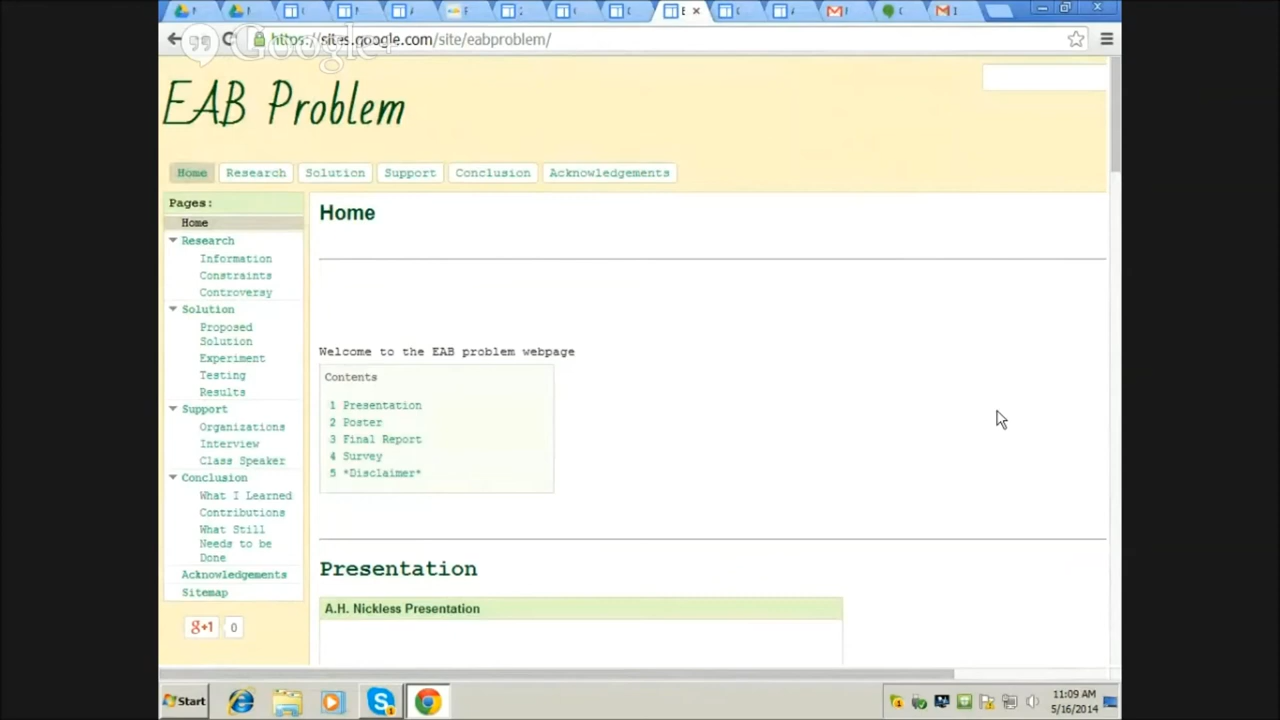 https://sites.google.com/site/eabproblem/
Google+
EAB Problem
Home Research Solution Support Conclusion Acknowledgements
Pages:
Home
Research
Information
Constraints
Controversy
Solution
Proposed
Solution
Experiment
Testing
Results
Support
Organizations
Interview
Class Speaker
Conclusion
What I Learned
Contributions
What Still
Needs to be
Done
Acknowledgements
Sitemap
g+1 0
Home
Welcome to the EAB problem webpage
Contents
1 Presentation
2 Poster
3 Final Report
4 Survey
5 *Disclaimer*
Presentation
A.H. Nickless Presentation
Start
11:09 AM
5/16/2014